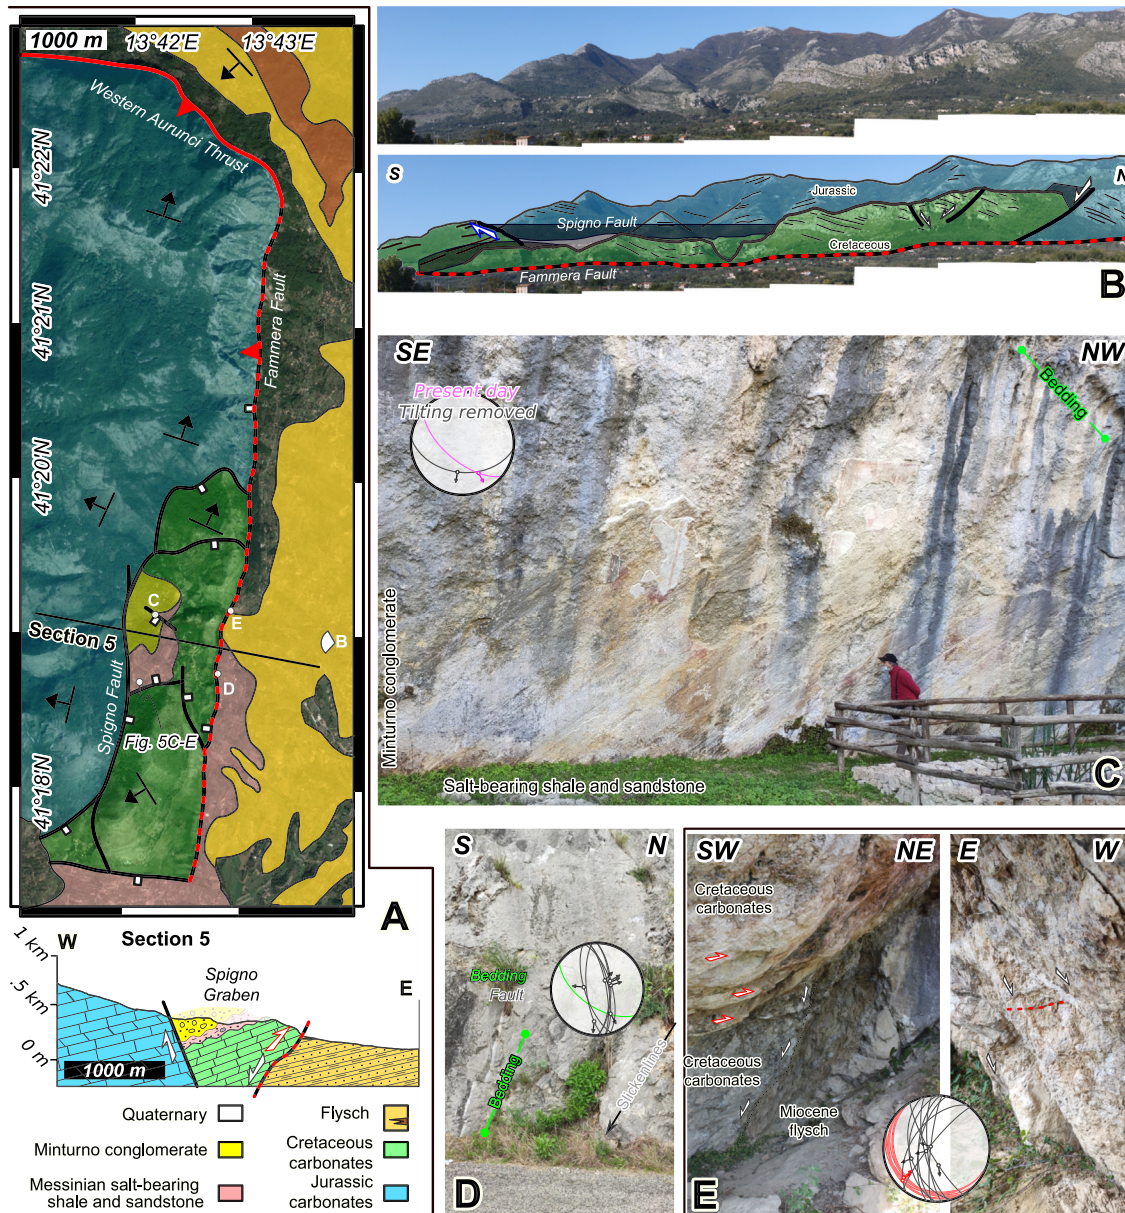 1000 m
13°42'E
13°43'E
Western Aurunci Thrust
41°22'N
41°21'N
Fammera Fault
41°20'N
C
E
B
Section 5
D
Spigno Fault
Fig. 5C-E
41°18'N
A
S
N
Jurassic
Spigno Fault
Cretaceous
Fammera Fault
B
SE
NW
Present day
Tilting removed
Bedding
Minturno conglomerate
Salt-bearing shale and sandstone
C
W
Section 5
E
1 km
.5 km
0 m
Spigno
Graben
1000 m
Quaternary
Minturno conglomerate
Messinian salt-bearing
shale and sandstone
Flysch
Cretaceous
carbonates
Jurassic
carbonates
S
N
Bedding
Fault
Bedding
Slickenlines
D
SW
NE
Cretaceous
carbonates
Cretaceous
carbonates
Miocene
flysch
E
W
E